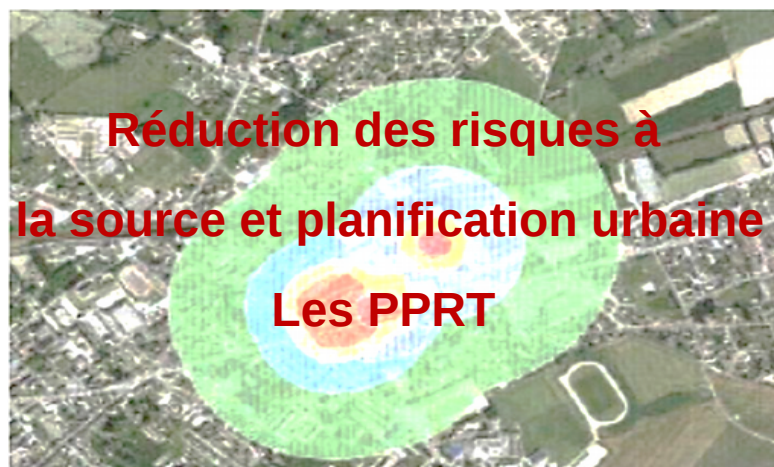 Réduction des risques à
la source et planification urbaine
Les PPRT